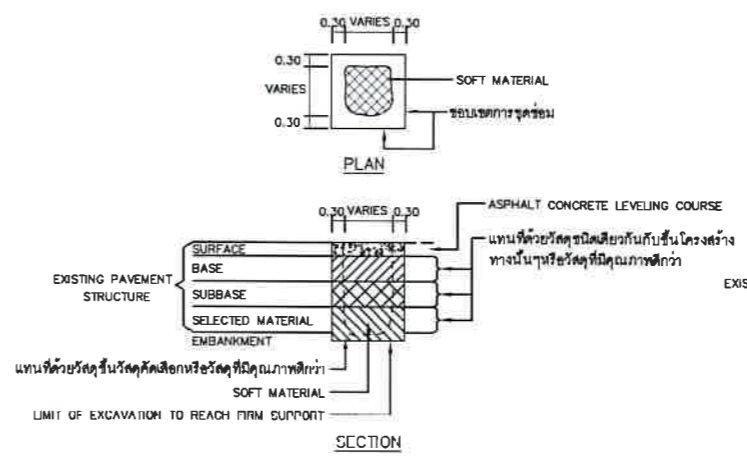 0.30 VARIES 0.30
0.30
VARIES
0.30
SOFT MATERIAL
ขอบเขตการขุดซ่อม
PLAN
0.30 VARIES 0.30
ASPHALT CONCRETE LEVELING COURSE
SURFACE
BASE
SUBBASE
SELECTED MATERIAL
EMBANKMENT
EXISTING PAVEMENT
STRUCTURE
แทนที่ด้วยวัสดุชนิดเดียวกันกับชั้นโครงสร้าง
ทางนั้นๆหรือวัสดุที่มีคุณภาพดีกว่า
EXIS
แทนที่ด้วยวัสดุชั้นวัสดุคัดเลือกหรือวัสดุที่มีคุณภาพดีกว่า
SOFT MATERIAL
LIMIT OF EXCAVATION TO REACH FIRM SUPPORT
SECTION